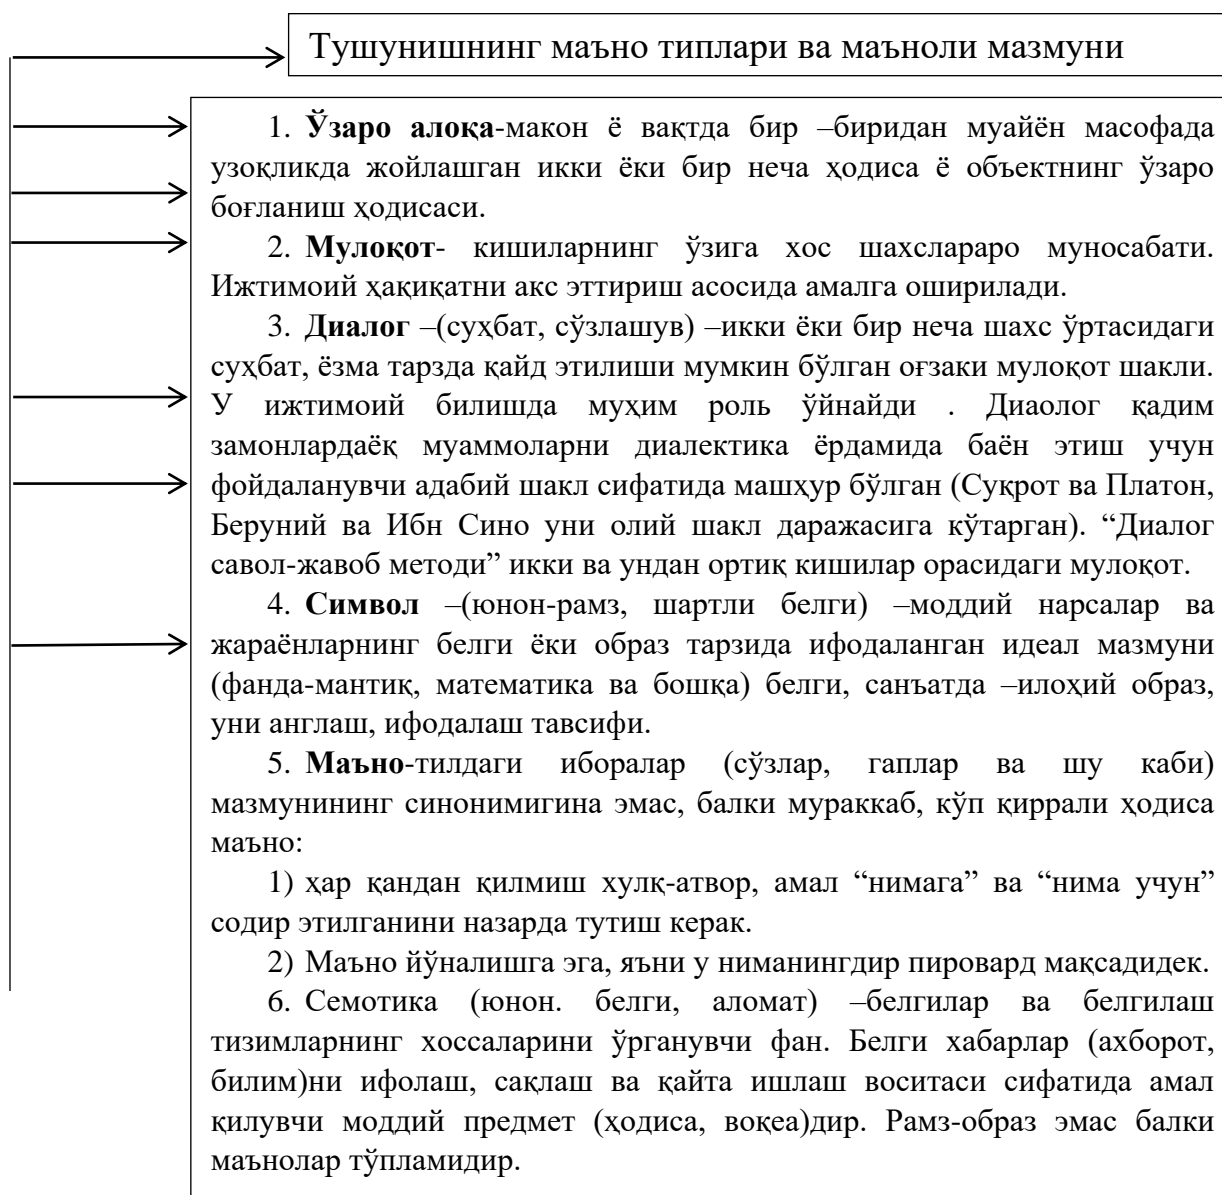 Тушунишнинг маъно типлари ва маъноли мазмуни
1. Ўзаро алоқа-макон ё вақтда бир –биридан муайён масофада
узоқликда жойлашган икки ёки бир неча ҳодиса ё объектнинг ўзаро
боғланиш ҳодисаси.
2. Мулоқот- кишиларнинг ўзига хос шахслараро муносабати.
Ижтимоий ҳақиқатни акс эттириш асосида амалга оширилади.
3. Диалог –(суҳбат, сўзлашув) –икки ёки бир неча шахс ўртасидаги
суҳбат, ёзма тарзда қайд этилиши мумкин бўлган оғзаки мулоқот шакли.
У ижтимоий билишда муҳим роль ўйнайди . Диаолог қадим
замонлардаёқ муаммоларни диалектика ёрдамида баён этиш учун
фойдаланувчи адабий шакл сифатида машҳур бўлган (Суқрот ва Платон,
Беруний ва Ибн Сино уни олий шакл даражасига кўтарган). “Диалог
савол-жавоб методи” икки ва ундан ортиқ кишилар орасидаги мулоқот.
4. Символ –(юнон-рамз, шартли белги) –моддий нарсалар ва
жараёнларнинг белги ёки образ тарзида ифодаланган идеал мазмуни
(фанда-мантиқ, математика ва бошқа) белги, санъатда –илоҳий образ,
уни англаш, ифодалаш тавсифи.
5. Маъно-тилдаги иборалар (сўзлар, гаплар ва шу каби)
мазмунининг синонимигина эмас, балки мураккаб, кўп қиррали ҳодиса
маъно:
1) ҳар қандан қилмиш хулқ-атвор, амал “нимага” ва “нима учун”
содир этилганини назарда тутиш керак.
2) Маъно йўналишга эга, яъни у ниманингдир пировард мақсадидек.
6. Семотика (юнон. белги, аломат) –белгилар ва белгилаш
тизимларнинг хоссаларини ўрганувчи фан. Белги хабарлар (ахборот,
билим)ни ифолаш, сақлаш ва қайта ишлаш воситаси сифатида амал
қилувчи моддий предмет (ҳодиса, воқеа)дир. Рамз-образ эмас балки
маънолар тўпламидир.